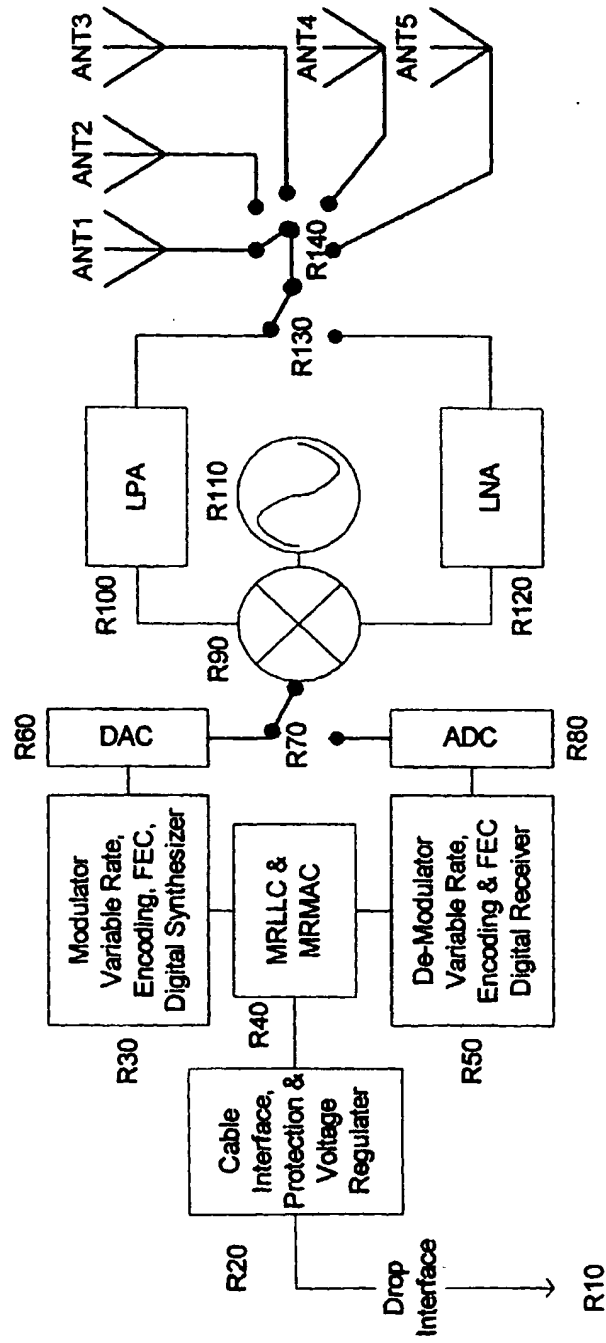 Drop
Interface
R10
R20
Cable
Interface,
Protection &
Voltage
Regulater
R40
MRLLC &
MRMAC
R30
Modulator
Variable Rate,
Encoding, FEC,
Digital Synthesizer
R50
De-Modulator
Variable Rate,
Encoding & FEC
Digital Receiver
R60
DAC
R70
R80
ADC
R90
R100
LPA
R110
R120
LNA
R130
R140
ANT1
ANT2
ANT3
ANT4
ANT5